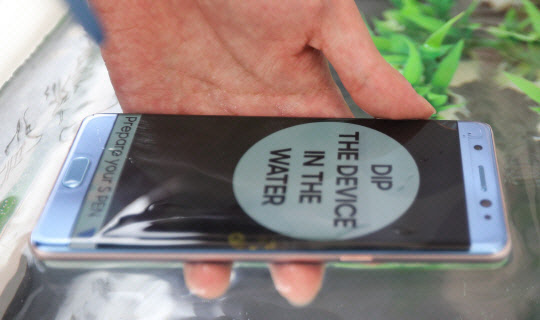 DIP
THE DEVICE
IN THE
WATER
Prepare your S PEN